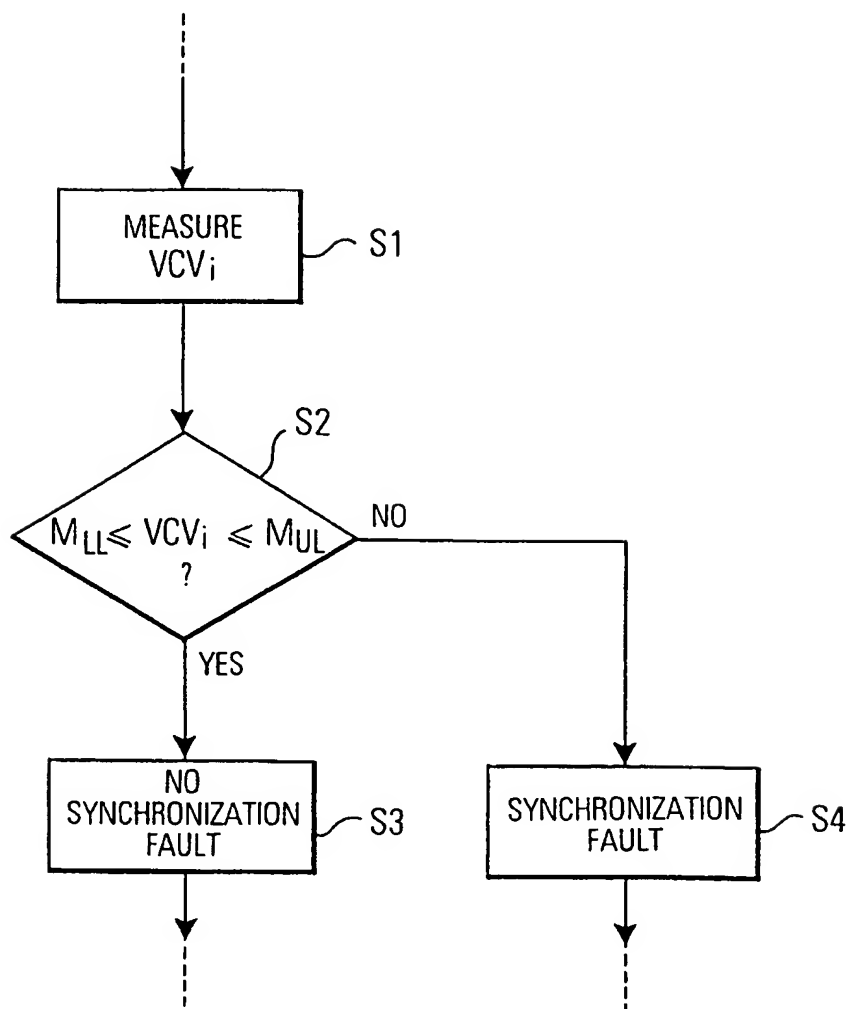 MEASURE
VCVi
S1
S2
MLL ⩽ VCVi ⩽ MUL
?
NO
YES
NO
SYNCHRONIZATION
FAULT
S3
SYNCHRONIZATION
FAULT
S4